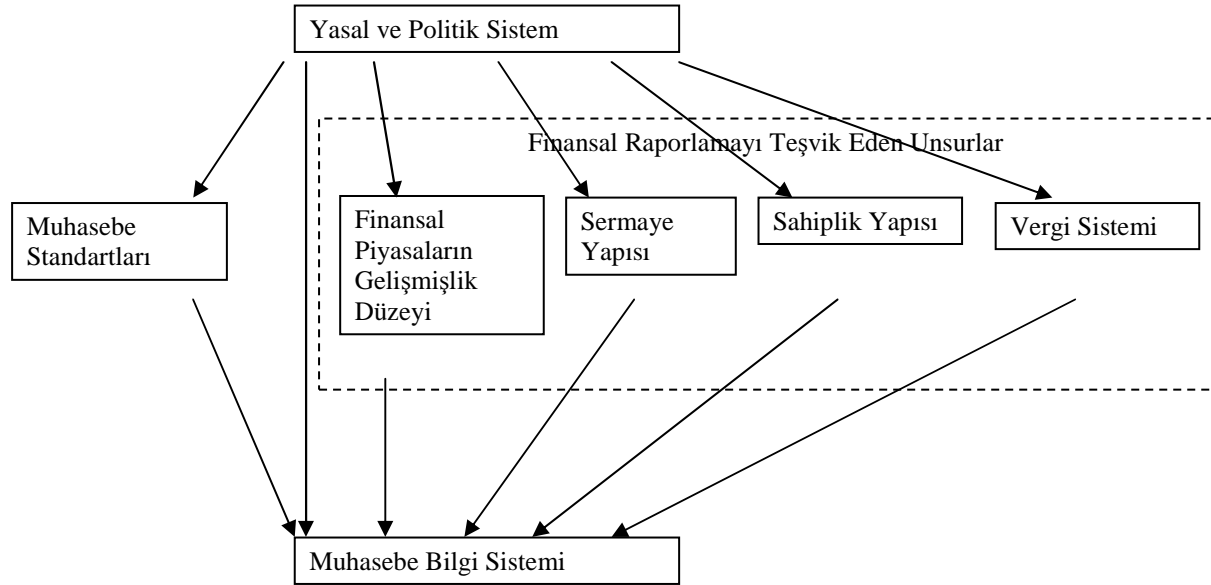 Yasal ve Politik Sistem
Finansal Raporlamayı Teşvik Eden Unsurlar
Muhasebe
Standartları
Finansal
Piyasaların
Gelişmişlik
Düzeyi
Sermaye
Yapısı
Sahiplik Yapısı
Vergi Sistemi
Muhasebe Bilgi Sistemi